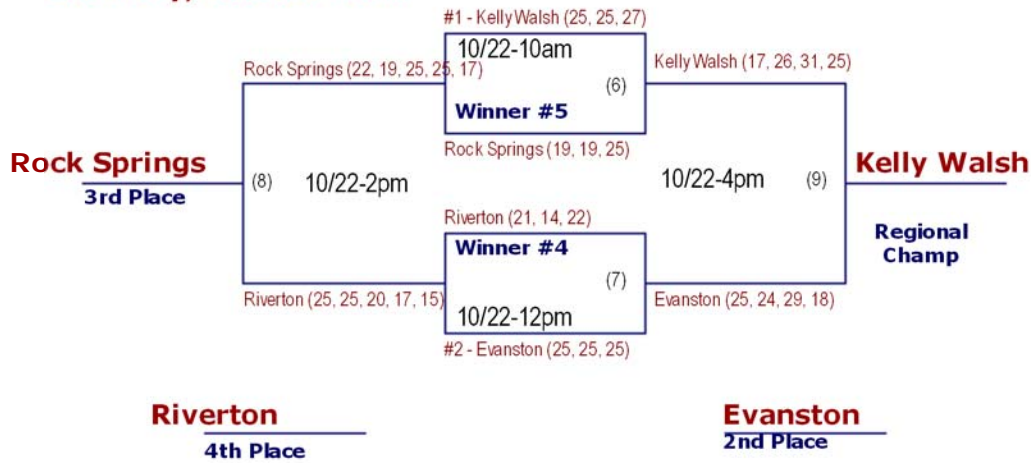 #1 - Kelly Walsh (25, 25, 27)
10/22-10am
Rock Springs (22, 19, 25, 25, 17)
(6)
Kelly Walsh (17, 26, 31, 25)
Winner #5
Rock Springs (19, 19, 25)
Rock Springs
3rd Place
(8)
10/22-2pm
10/22-4pm
(9)
Kelly Walsh
Regional
Champ
Riverton (21, 14, 22)
Winner #4
(7)
Riverton (25, 25, 20, 17, 15)
Evanston (25, 24, 29, 18)
10/22-12pm
#2 - Evanston (25, 25, 25)
Riverton
4th Place
Evanston
2nd Place